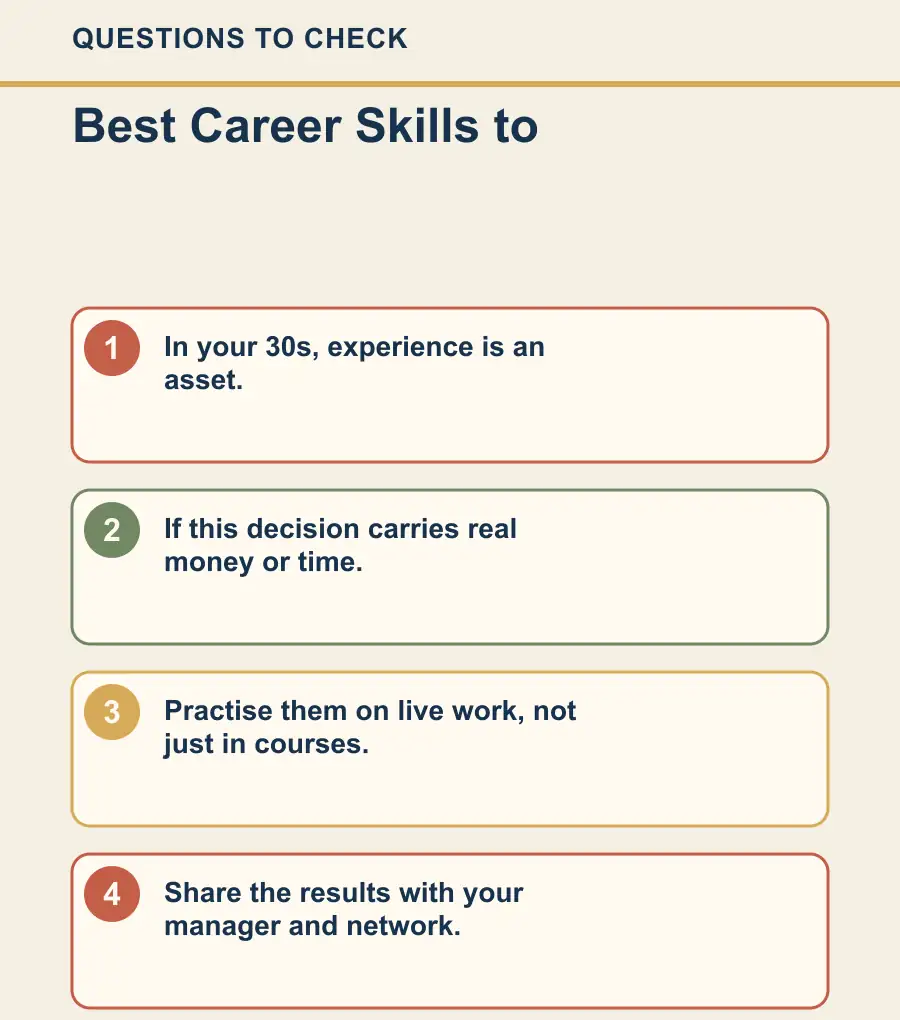 QUESTIONS TO CHECK
Best Career Skills to
1
In your 30s, experience is an
asset.
2
If this decision carries real
money or time.
3
Practise them on live work, not
just in courses.
4
Share the results with your
manager and network.